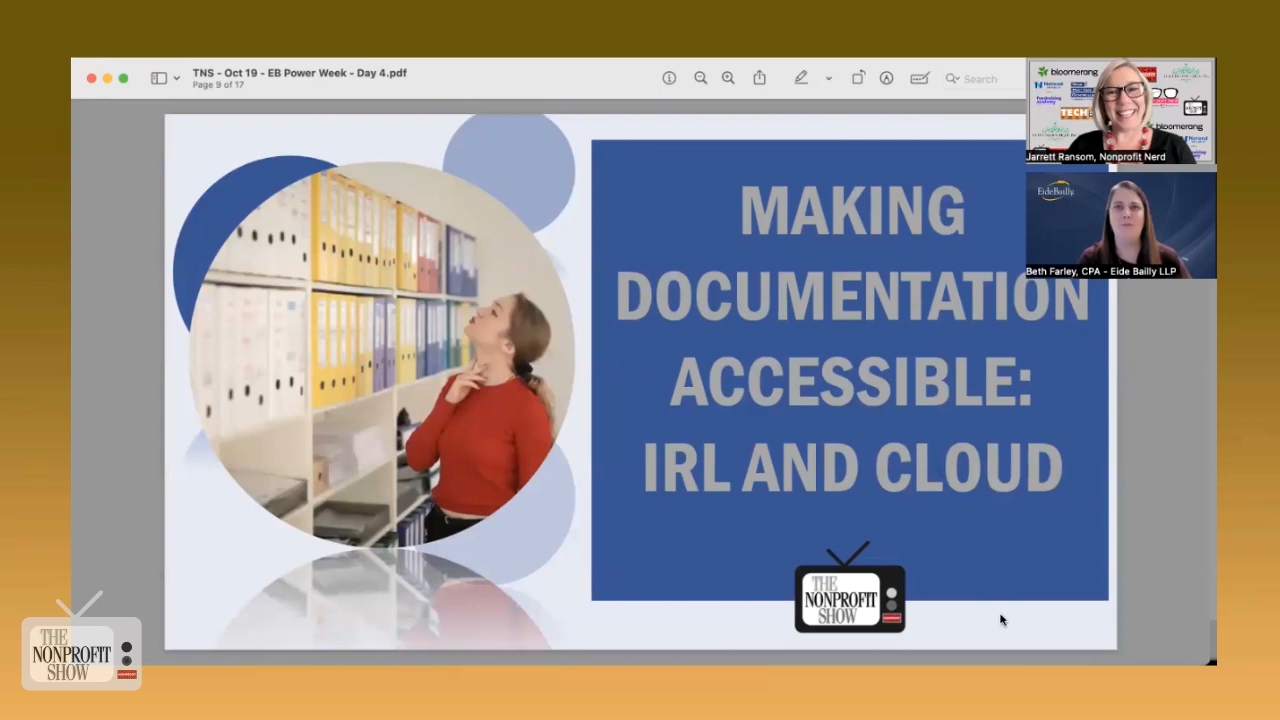 TNS - Oct 19 - EB Power Week - Day 4.pdf
Page 9 of 17
Search
MAKING
DOCUMENTATION
ACCESSIBLE:
IRL AND CLOUD
THE
NONPROFIT
SHOW
bloomerang
TECH
bloomerang
Jarrett Ransom, Nonprofit Nerd
EideBailly
Beth Farley, CPA - Eide Bailly LLP
THE
NONPROFIT
SHOW